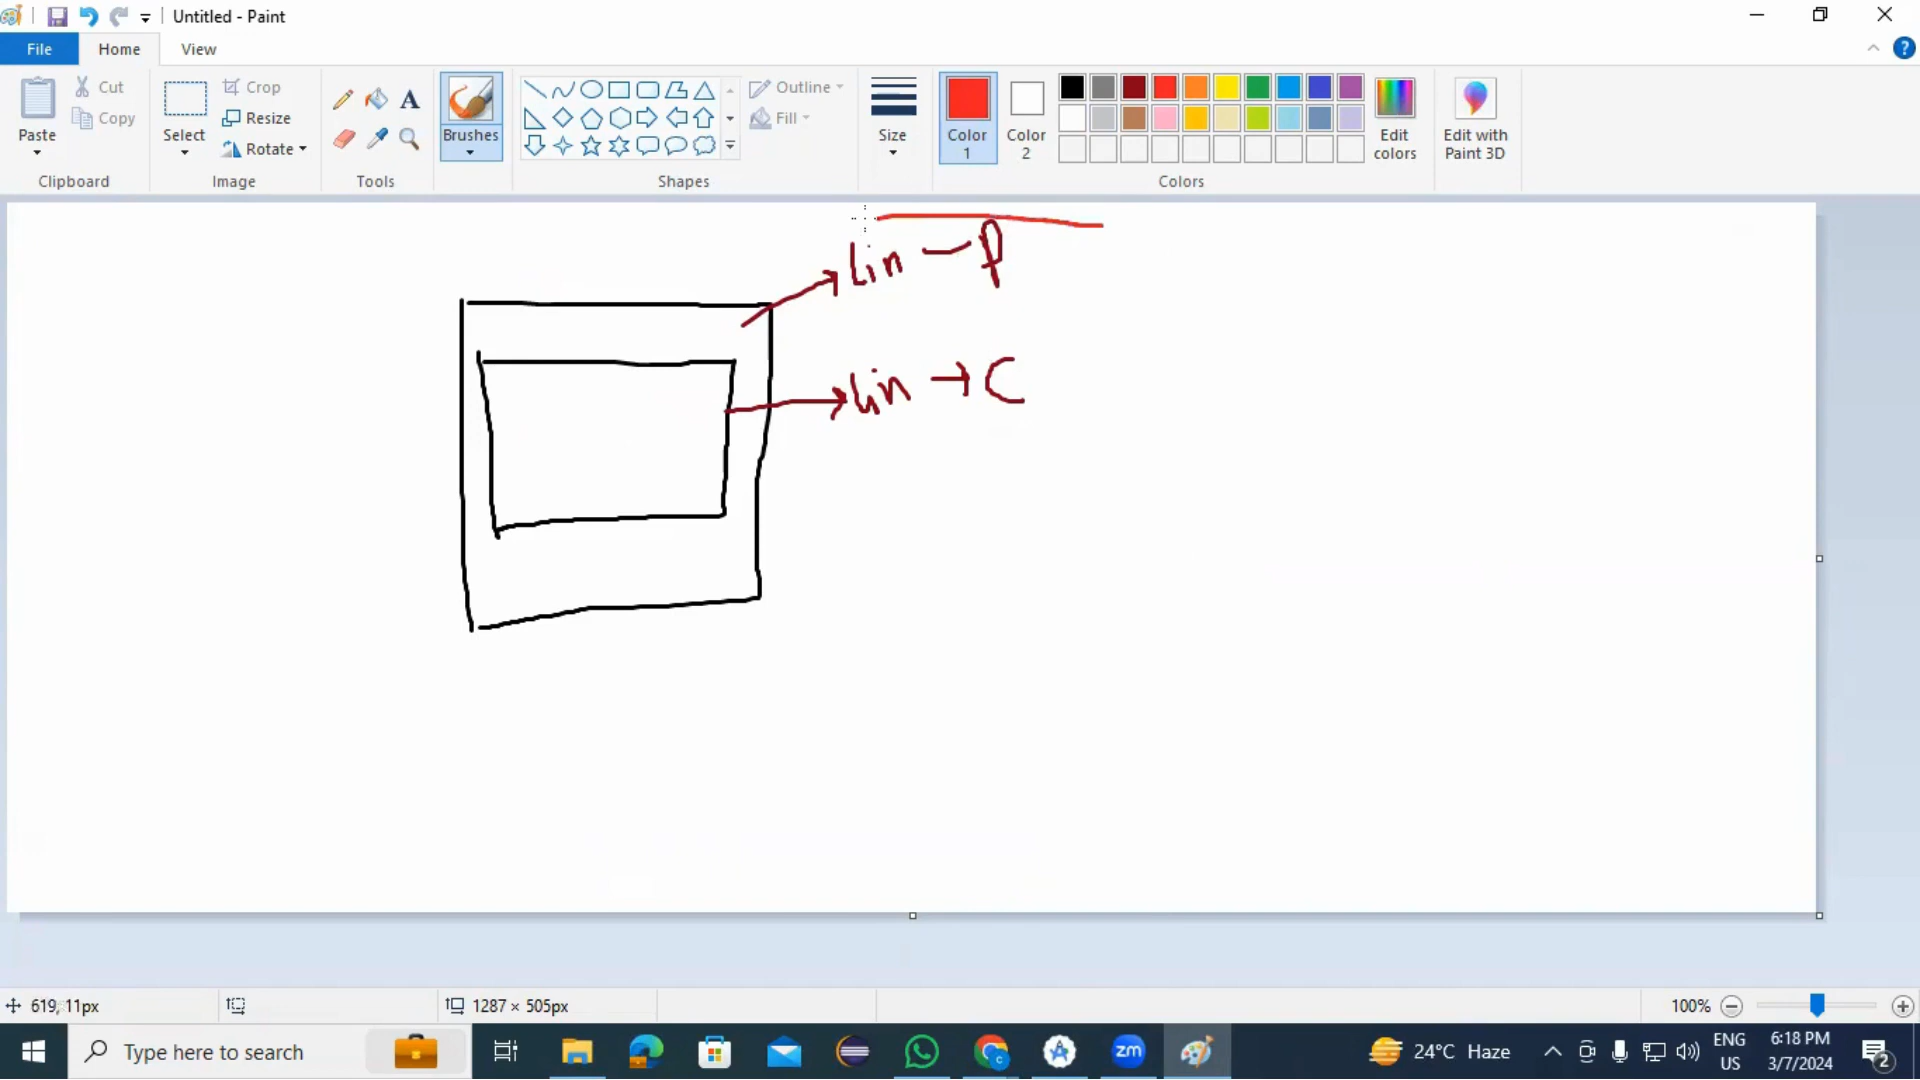 Untitled - Paint
File Home View
Paste Cut Copy Clipboard
Select Crop Resize Rotate Image
Tools
Brushes
Shapes Outline Fill
Size
Color 1 Color 2 Edit colors Edit with Paint 3D
Colors
Lin - P
Lin → C
619, 11px 1287 × 505px 100%
Type here to search
zm
24°C Haze
ENG US
6:18 PM
3/7/2024
2